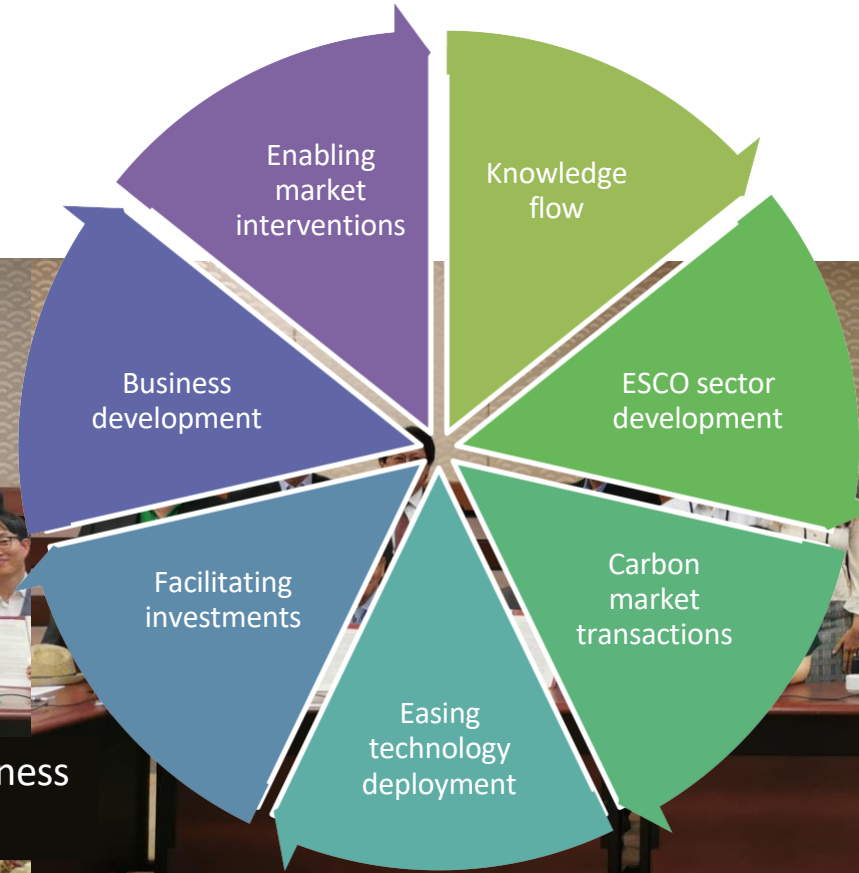 Enabling
market
interventions
Knowledge
flow
Business
development
ESCO sector
development
Facilitating
investments
Carbon
market
transactions
Easing
technology
deployment
ness